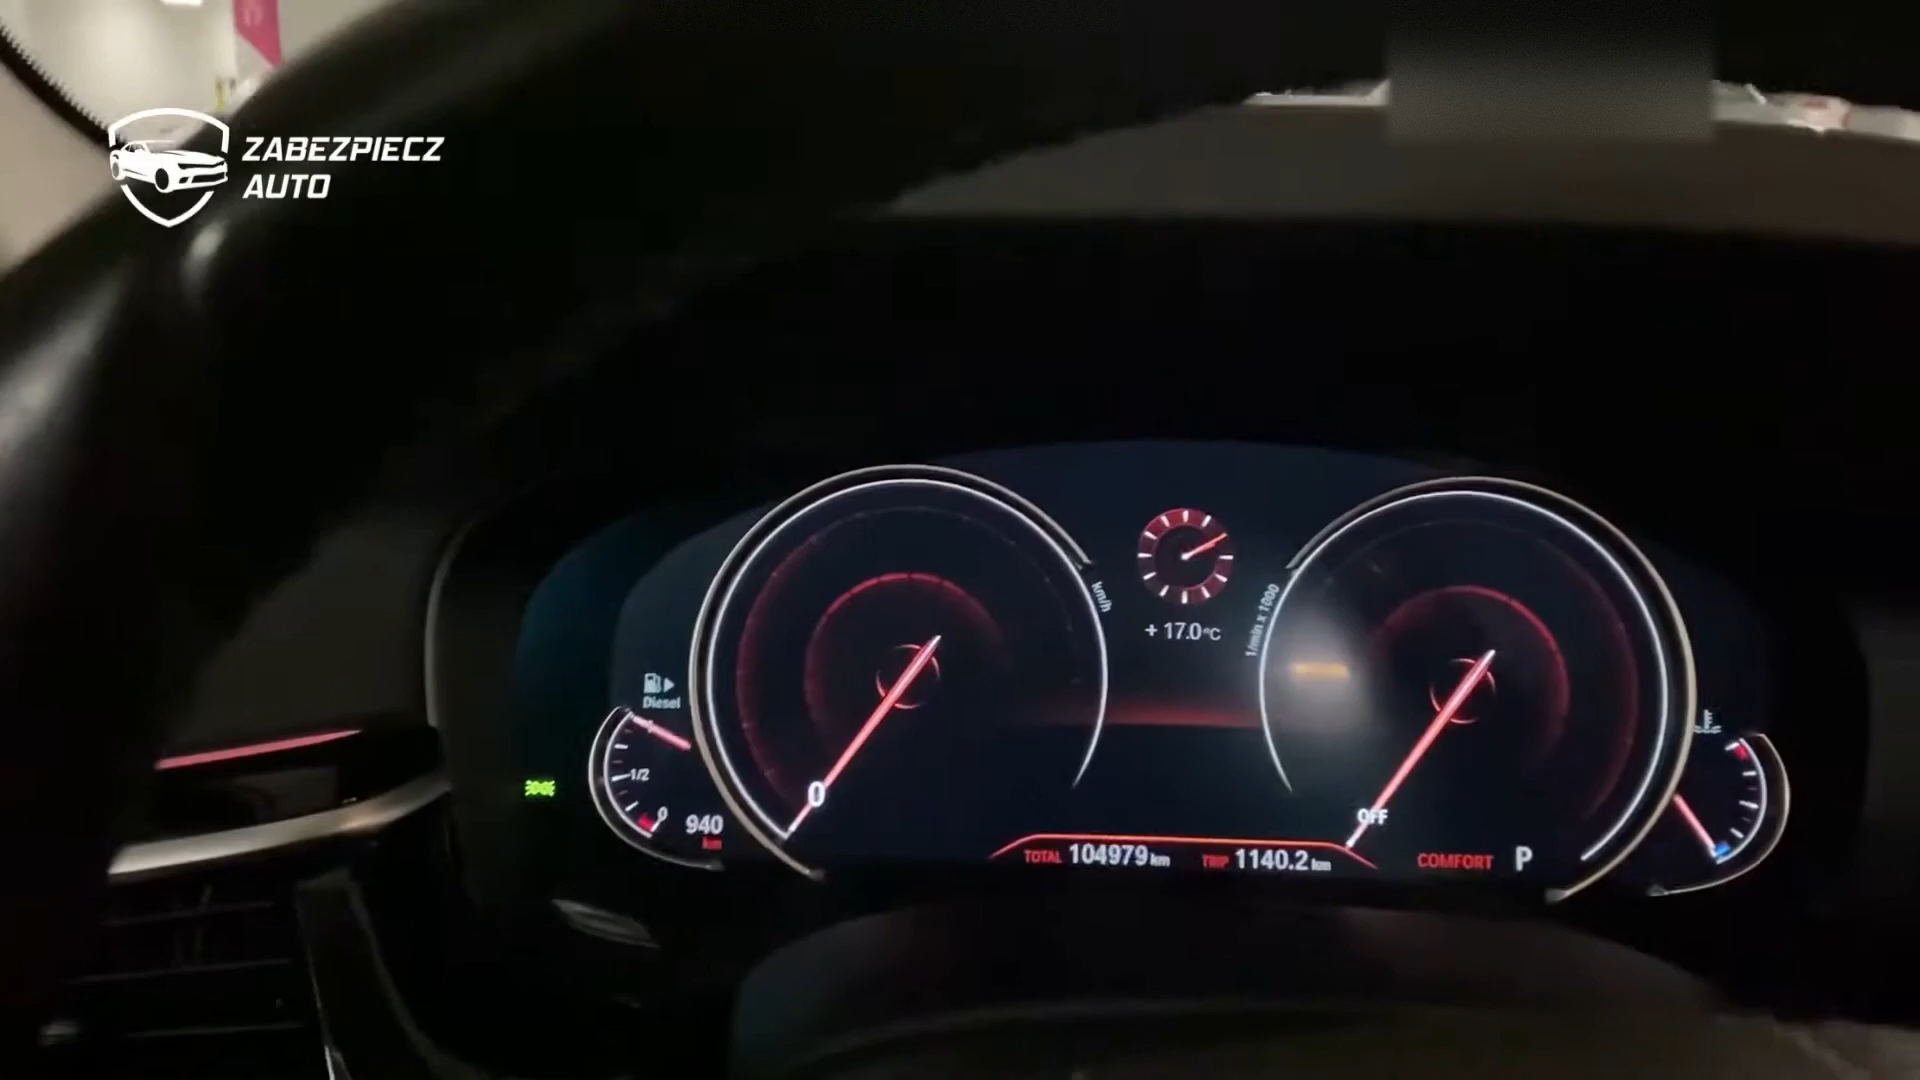 ZABEZPIECZ
AUTO
km/h
1/min x 1000
+ 17.0°C
Diesel
1/2
0
940
km
0
OFF
TOTAL 104979 km
TRIP 1140.2 km
COMFORT P